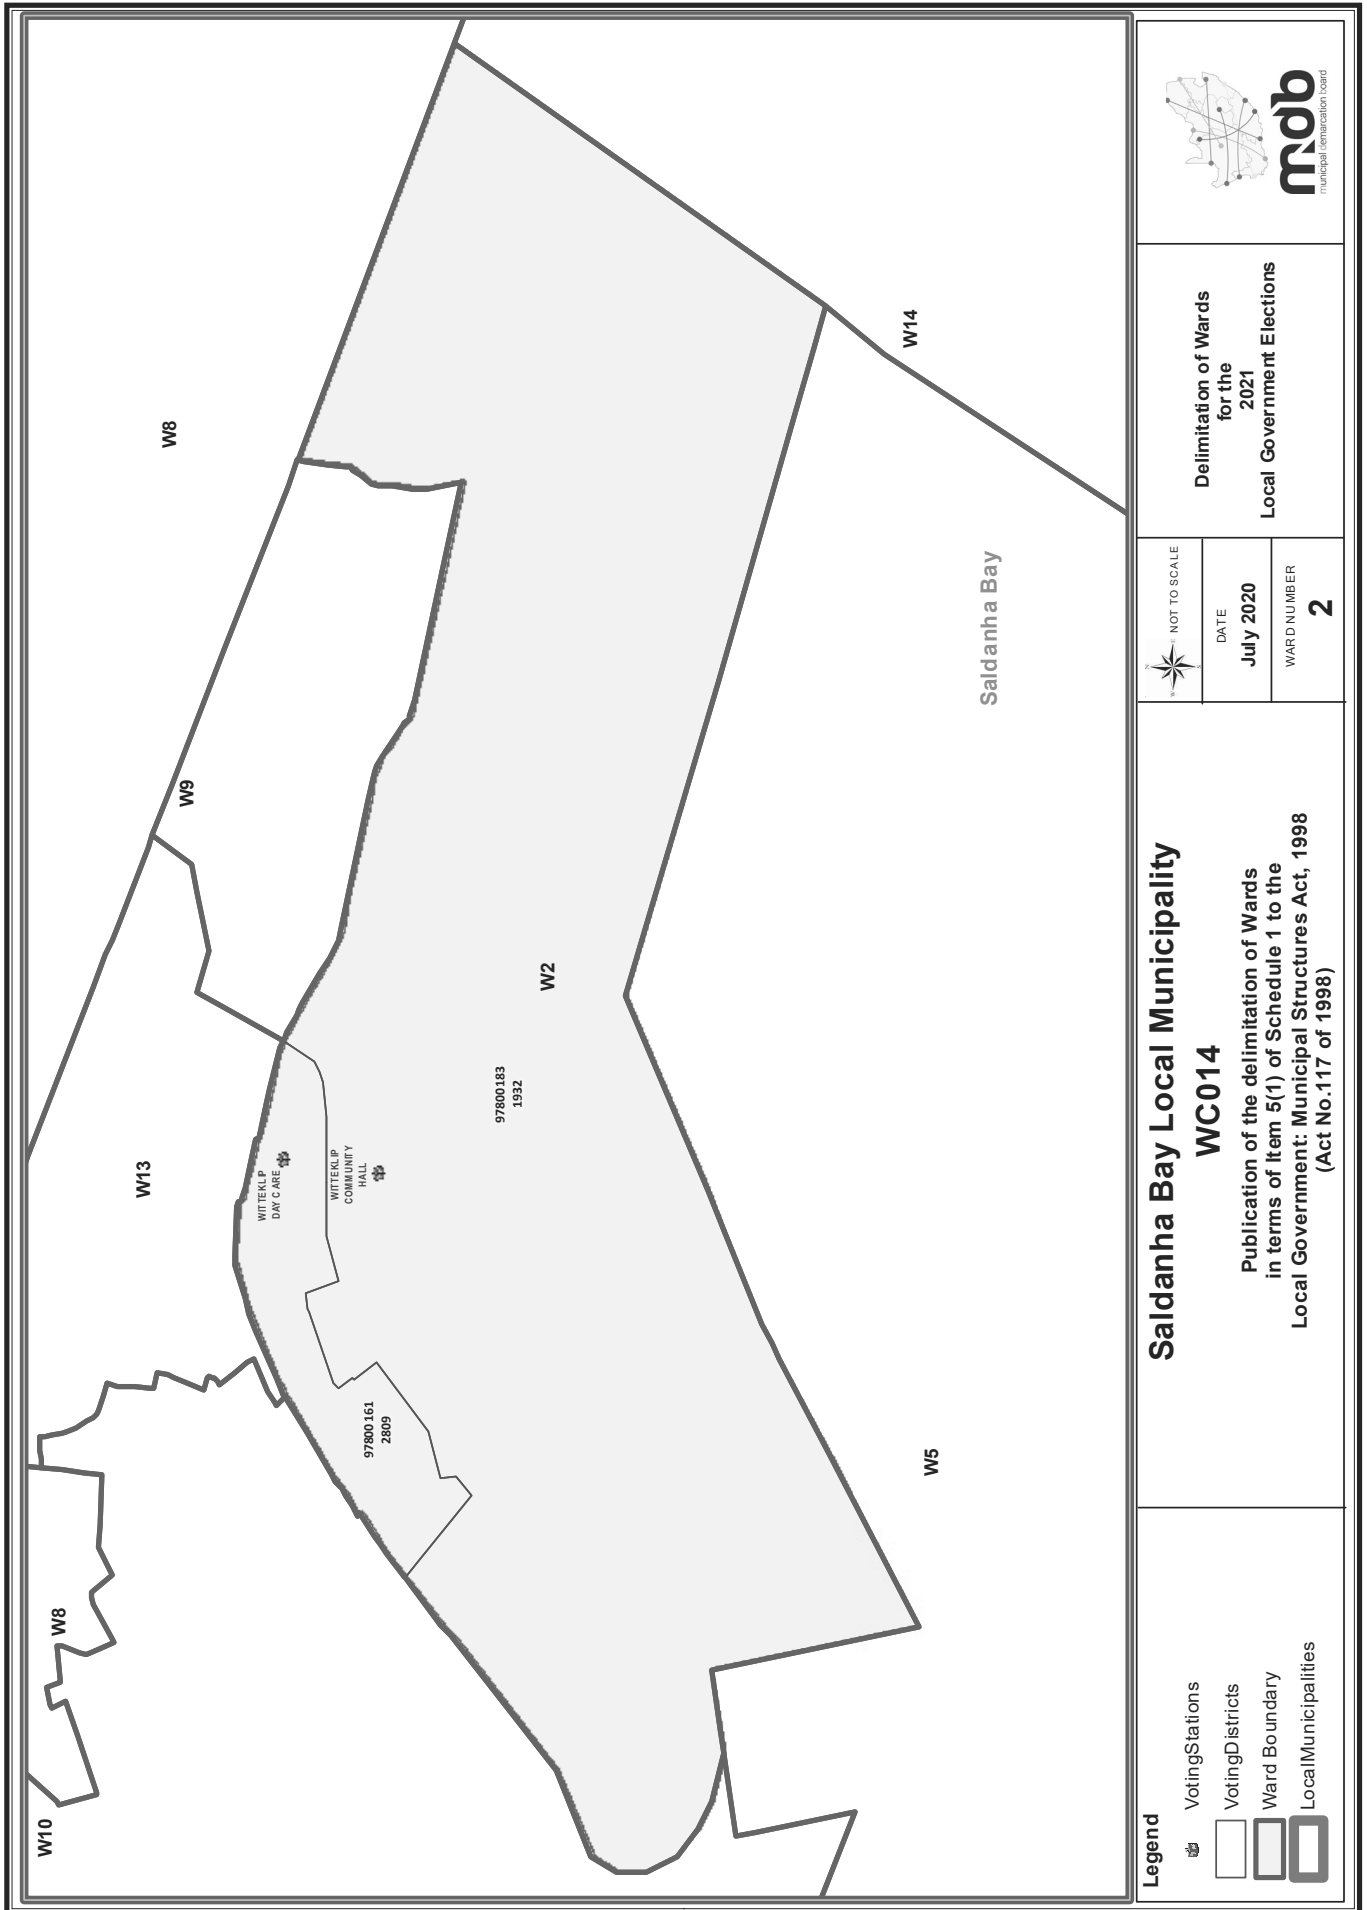 W10
W8
W13
W9
W8
WITTEKLIP
DAY CARE
WITTEKLIP
COMMUNITY
HALL
97800161
2809
97800183
1932
W2
W5
W14
Saldanha Bay
Legend
VotingStations
VotingDistricts
Ward Boundary
LocalMunicipalities
Saldanha Bay Local Municipality
WC014
Publication of the delimitation of Wards
in terms of Item 5(1) of Schedule 1 to the
Local Government: Municipal Structures Act, 1998
(Act No.117 of 1998)
N
W
E
S
NOT TO SCALE
DATE
July 2020
WARD NUMBER
2
Delimitation of Wards
for the
2021
Local Government Elections
mdb
municipal demarcation board